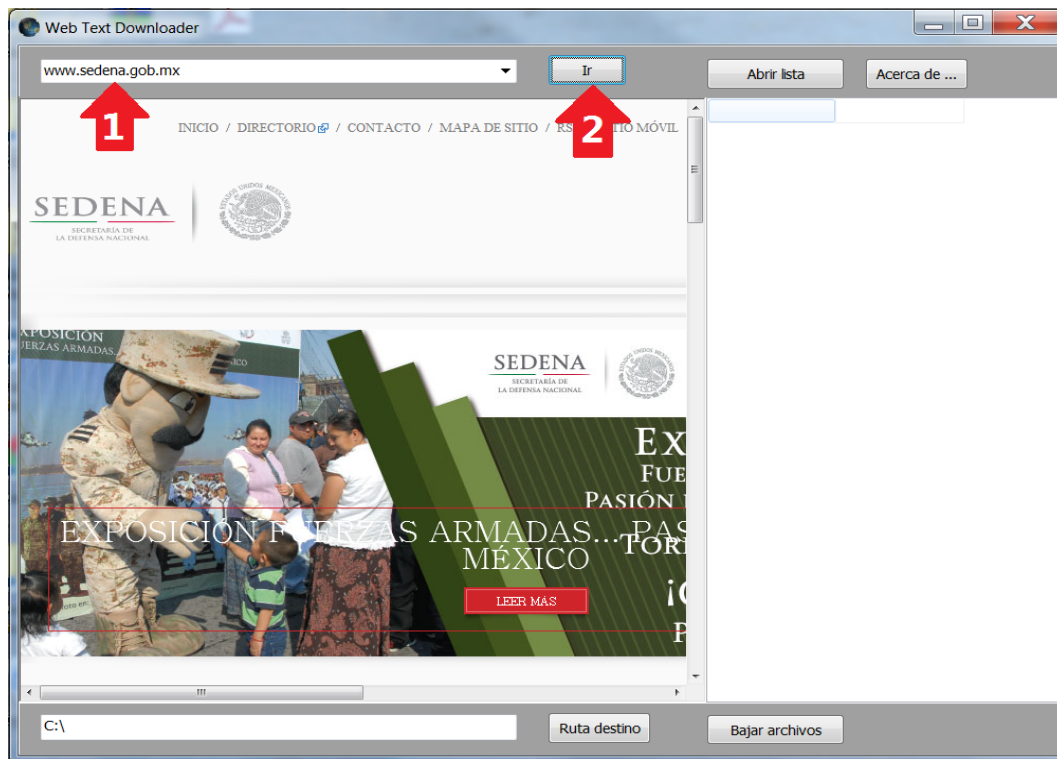 Web Text Downloader
www.sedena.gob.mx
Ir
Abrir lista
Acerca de ...
1
2
INICIO / DIRECTORIO / CONTACTO / MAPA DE SITIO / MÓVIL
SEDENA
SECRETARÍA DE
LA DEFENSA NACIONAL
EXPOSICIÓN
FUERZAS ARMADAS...
SEDENA
SECRETARÍA DE
LA DEFENSA NACIONAL
EX
FUE
PASIÓN
EXPOSICIÓN FUERZAS ARMADAS... PAS
MÉXICO
TOR
LEER MÁS
¡
P
C:\
Ruta destino
Bajar archivos